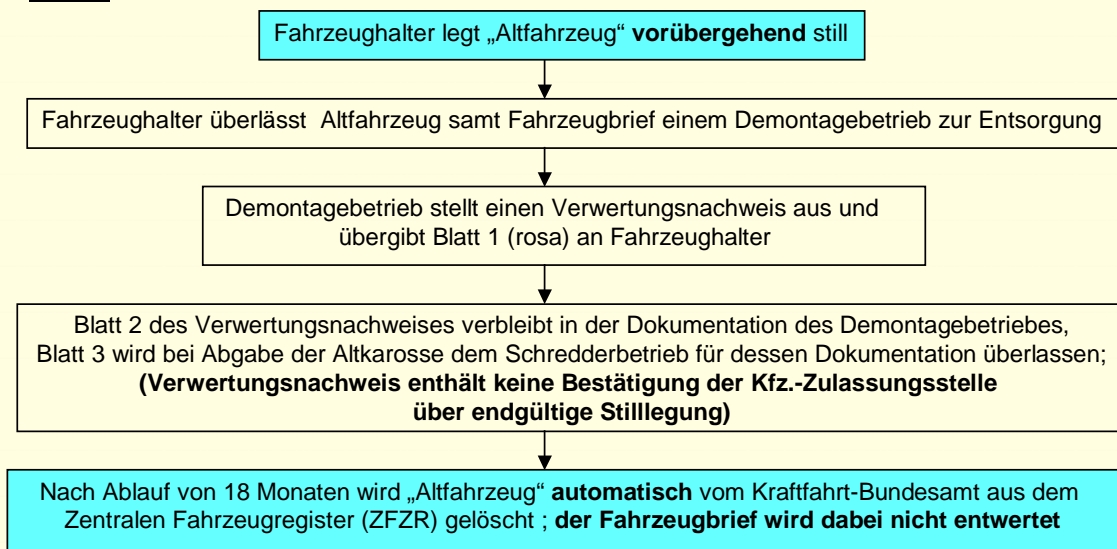 Fahrzeughalter legt „Altfahrzeug“ vorübergehend still
Fahrzeughalter überlässt Altfahrzeug samt Fahrzeugbrief einem Demontagebetrieb zur Entsorgung
Demontagebetrieb stellt einen Verwertungsnachweis aus und
übergibt Blatt 1 (rosa) an Fahrzeughalter
Blatt 2 des Verwertungsnachweises verbleibt in der Dokumentation des Demontagebetriebes,
Blatt 3 wird bei Abgabe der Altkarosse dem Schredderbetrieb für dessen Dokumentation überlassen;
(Verwertungsnachweis enthält keine Bestätigung der Kfz.-Zulassungsstelle
über endgültige Stilllegung)
Nach Ablauf von 18 Monaten wird „Altfahrzeug“ automatisch vom Kraftfahrt-Bundesamt aus dem
Zentralen Fahrzeugregister (ZFZR) gelöscht ; der Fahrzeugbrief wird dabei nicht entwertet